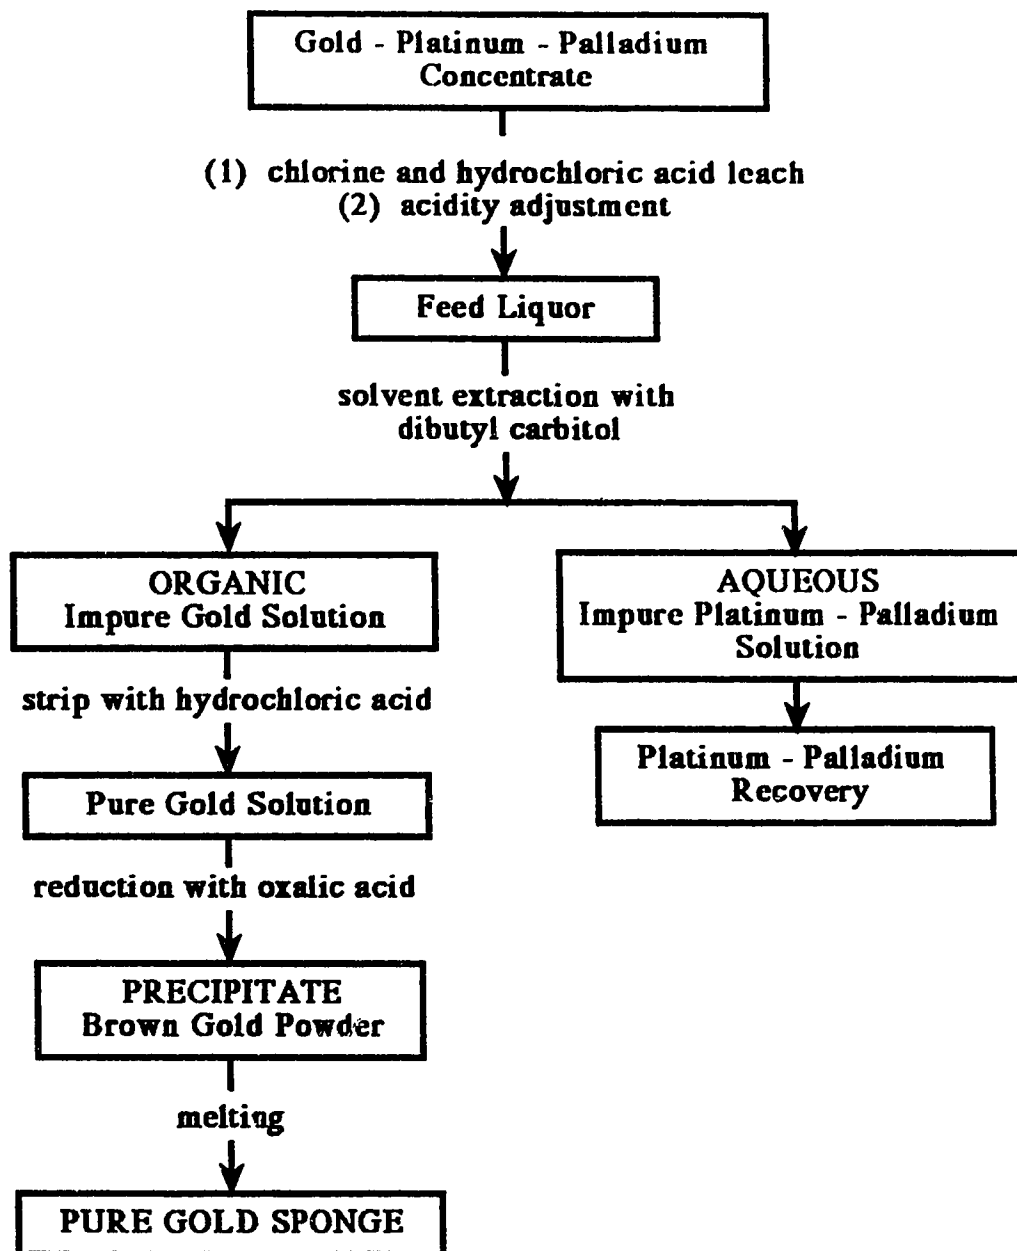 Gold - Platinum - Palladium
Concentrate
(1) chlorine and hydrochloric acid leach
(2) acidity adjustment
Feed Liquor
solvent extraction with
dibutyl carbitol
ORGANIC
Impure Gold Solution
AQUEOUS
Impure Platinum - Palladium
Solution
strip with hydrochloric acid
Platinum - Palladium
Recovery
Pure Gold Solution
reduction with oxalic acid
PRECIPITATE
Brown Gold Powder
melting
PURE GOLD SPONGE